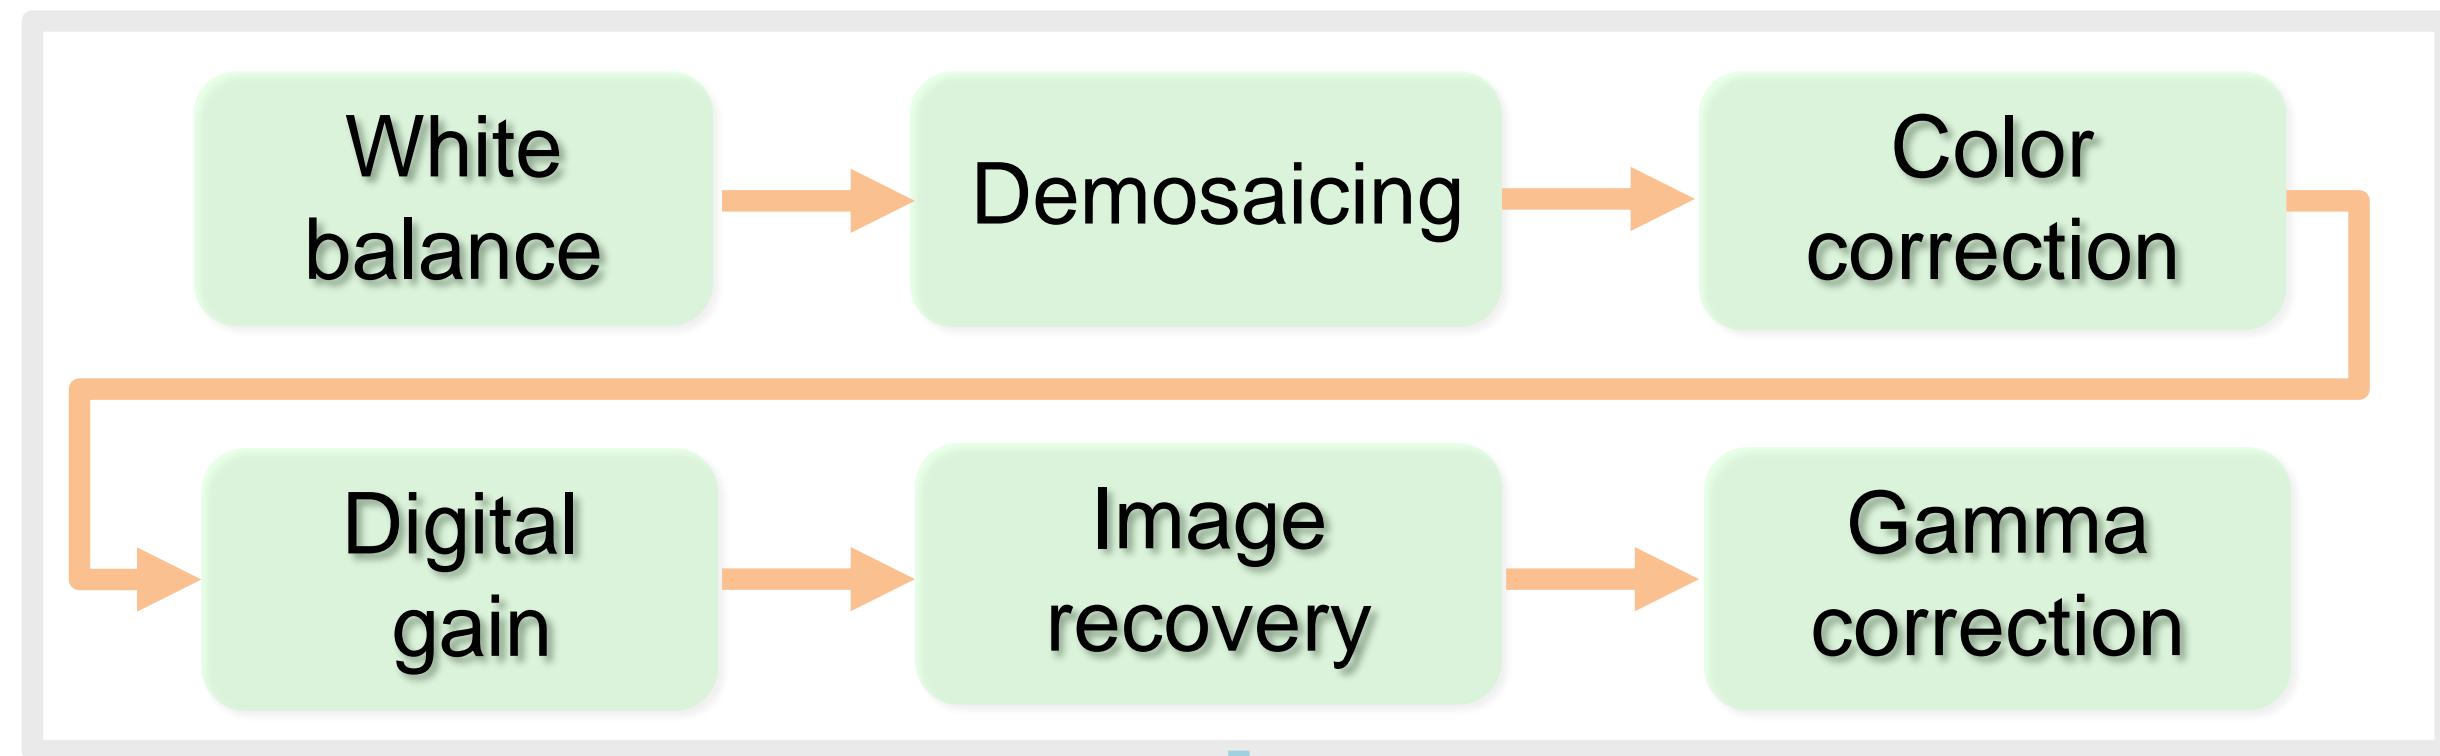 White
balance
Demosaicing
Color
correction
Digital
gain
Image
recovery
Gamma
correction